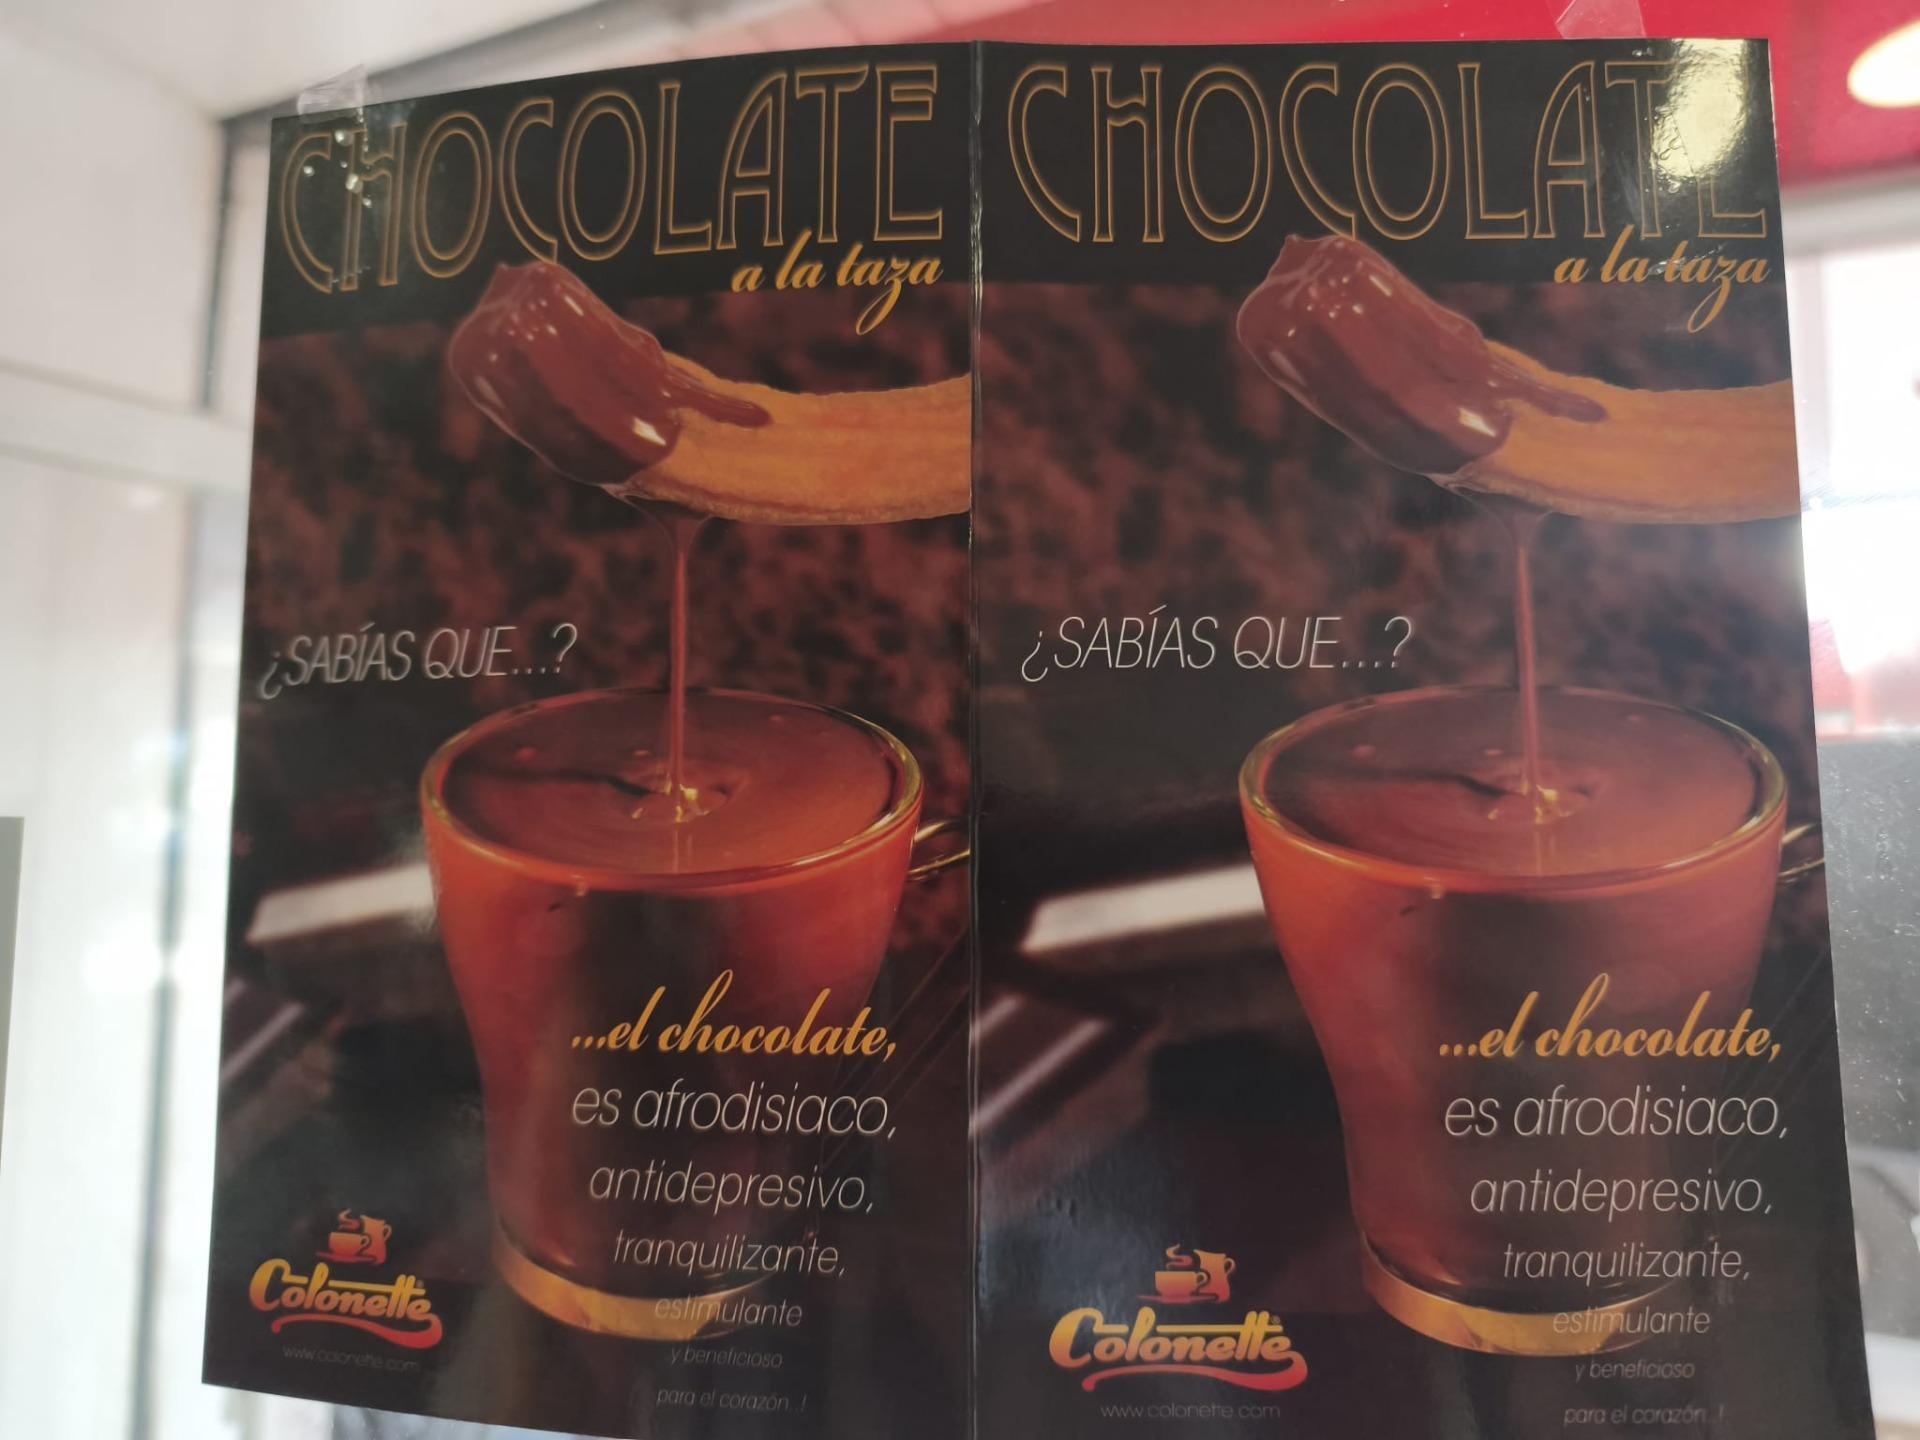 CHOCOLATE
a la taza
¿SABÍAS QUE...?
...el chocolate,
es afrodisiaco,
antidepresivo,
tranquilizante,
estimulante
y beneficioso
para el corazón..!
Colonette
www.colonette.com
CHOCOLATE
a la taza
¿SABÍAS QUE...?
...el chocolate,
es afrodisiaco,
antidepresivo,
tranquilizante,
estimulante
y beneficioso
para el corazón..!
Colonette
www.colonette.com